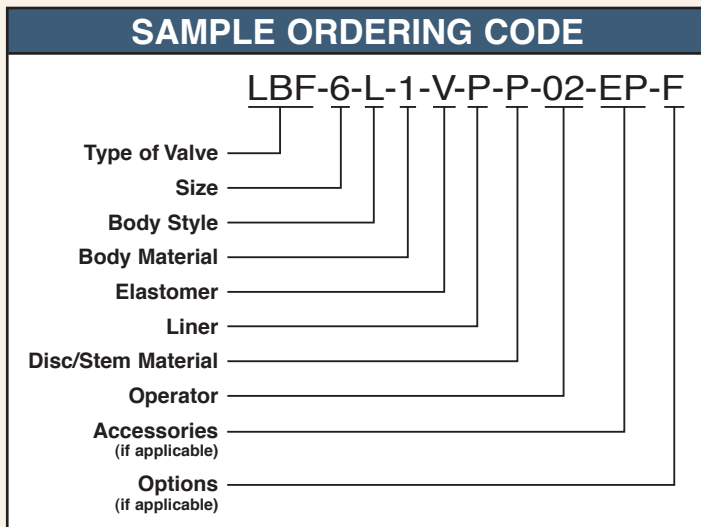 SAMPLE ORDERING CODE
LBF-6-L-1-V-P-P-02-EP-F
Type of Valve
Size
Body Style
Body Material
Elastomer
Liner
Disc/Stem Material
Operator
Accessories
(if applicable)
Options
(if applicable)